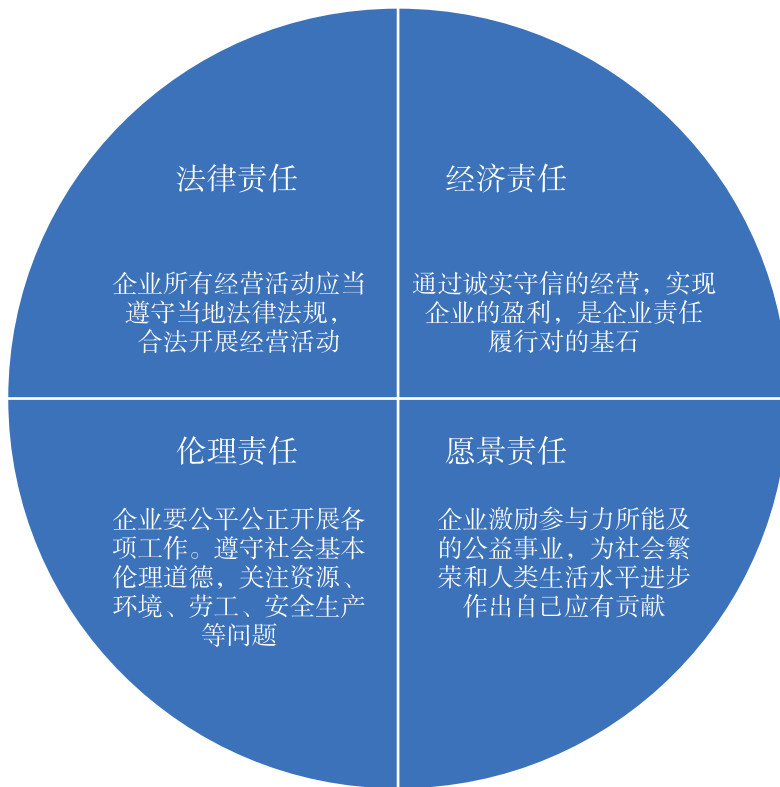 法律责任
企业所有经营活动应当
遵守当地法律法规，
合法开展经营活动
经济责任
通过诚实守信的经营，实现
企业的盈利，是企业责任
履行对的基石
伦理责任
企业要公平公正开展各
项工作。遵守社会基本
伦理道德，关注资源、
环境、劳工、安全生产
等问题
愿景责任
企业激励参与力所能及
的公益事业，为社会繁
荣和人类生活水平进步
作出自己应有贡献